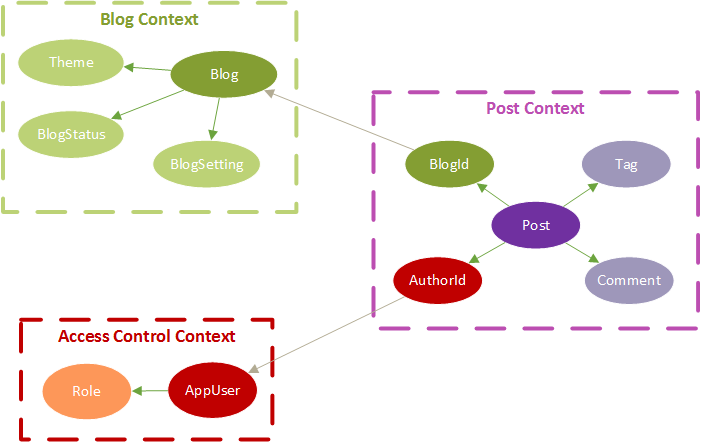 Blog Context
Theme
Blog
BlogStatus
BlogSetting
Post Context
BlogId
Tag
Post
AuthorId
Comment
Access Control Context
Role
AppUser